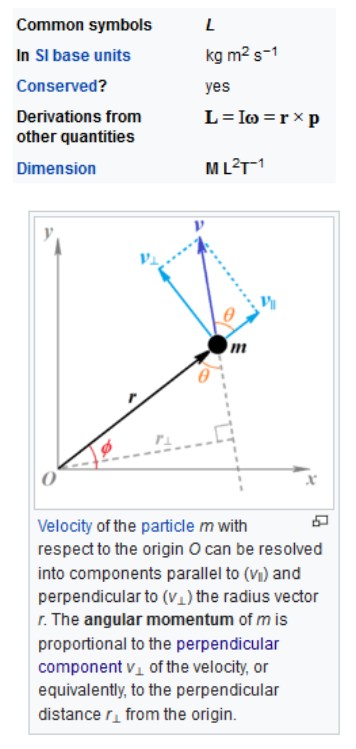 Common symbols L
In SI base units kg m² s⁻¹
Conserved? yes
Derivations from
other quantities L = Iω = r × p
Dimension M L²T⁻¹
y
v
v⊥
θ
v∥
m
θ
r
r⊥
ϕ
O
x
Velocity of the particle m with
respect to the origin O can be resolved
into components parallel to (v∥) and
perpendicular to (v⊥) the radius vector
r. The angular momentum of m is
proportional to the perpendicular
component v⊥ of the velocity, or
equivalently, to the perpendicular
distance r⊥ from the origin.